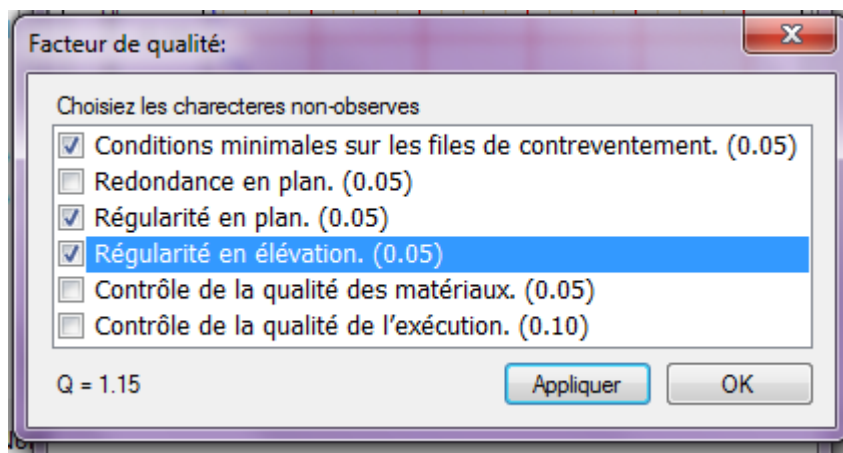 Facteur de qualité:
Choisiez les charecteres non-observes
Conditions minimales sur les files de contreventement. (0.05)
Redondance en plan. (0.05)
Régularité en plan. (0.05)
Régularité en élévation. (0.05)
Contrôle de la qualité des matériaux. (0.05)
Contrôle de la qualité de l’exécution. (0.10)
Q = 1.15 Appliquer OK